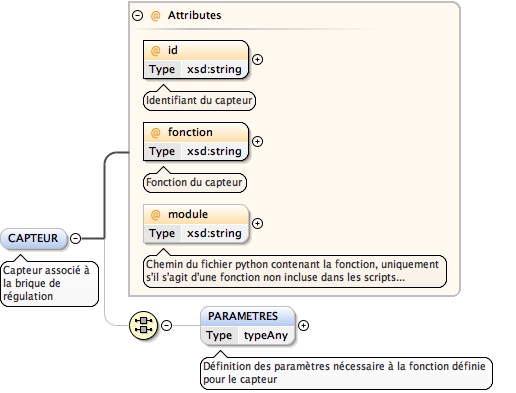 @ Attributes
@ id
Type xsd:string
Identifiant du capteur
@ fonction
Type xsd:string
Fonction du capteur
@ module
Type xsd:string
Chemin du fichier python contenant la fonction, uniquement
s'il s'agit d'une fonction non incluse dans les scripts...
CAPTEUR
Capteur associé à
la brique de
régulation
PARAMETRES
Type typeAny
Définition des paramètres nécessaire à la fonction définie
pour le capteur